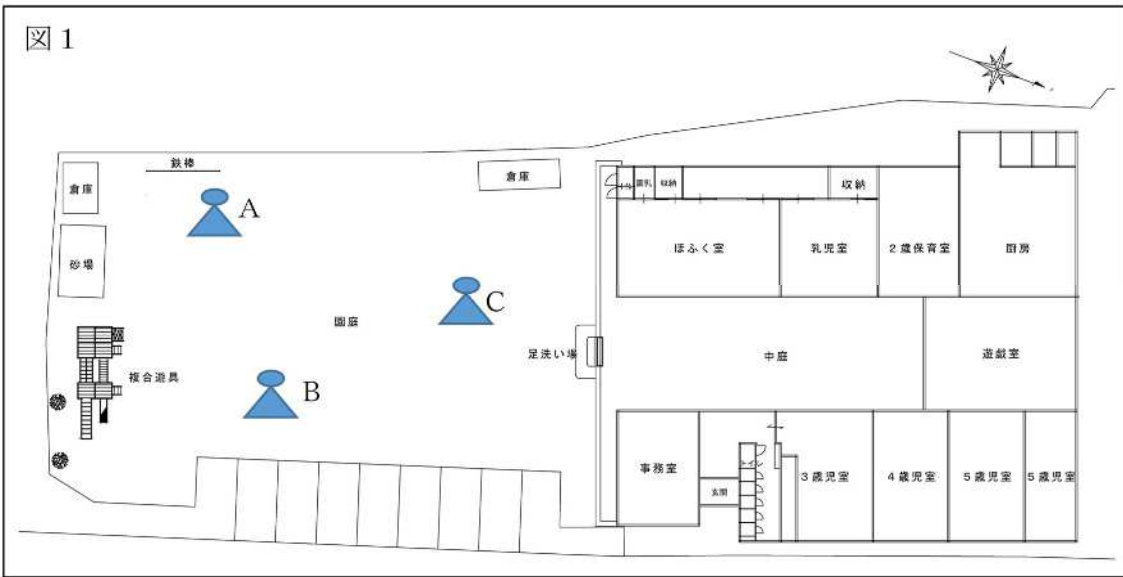 図1
鉄棒
倉庫
倉庫
A
砂場
C
園庭
複合遊具
B
足洗い場
収納
収納
ほふく室
乳児室
2歳保育室
厨房
中庭
遊戯室
事務室
玄関
3歳児室
4歳児室
5歳児室
5歳児室